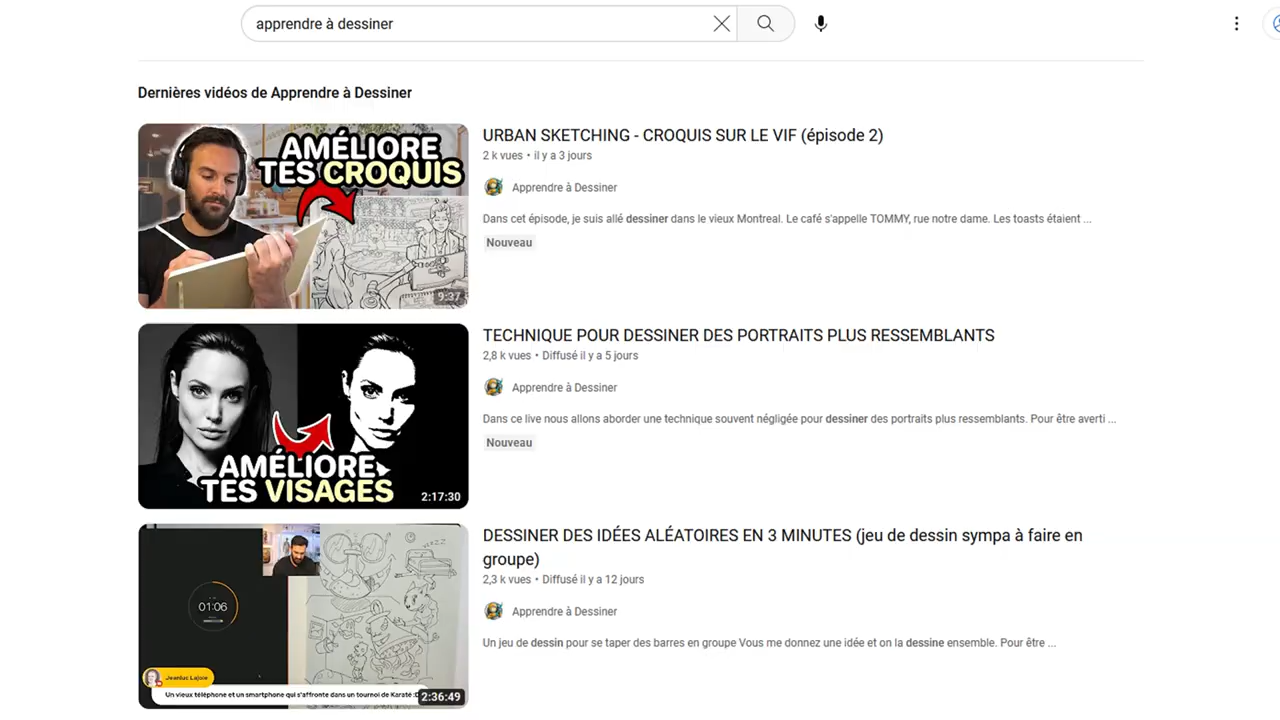 apprendre à dessiner
Dernières vidéos de Apprendre à Dessiner
AMÉLIORE
TES CROQUIS
9:37
URBAN SKETCHING - CROQUIS SUR LE VIF (épisode 2)
2 k vues • il y a 3 jours
Apprendre à Dessiner
Dans cet épisode, je suis allé dessiner dans le vieux Montreal. Le café s'appelle TOMMY, rue notre dame. Les toasts étaient ...
Nouveau
AMÉLIORE
TES VISAGES
2:17:30
TECHNIQUE POUR DESSINER DES PORTRAITS PLUS RESSEMBLANTS
2,8 k vues • Diffusé il y a 5 jours
Apprendre à Dessiner
Dans ce live nous allons aborder une technique souvent négligée pour dessiner des portraits plus ressemblants. Pour être averti ...
Nouveau
01:06
Jeanluc Lajoie
Un vieux téléphone et un smartphone qui s'affronte dans un tournoi de Karaté
2:36:49
DESSINER DES IDÉES ALÉATOIRES EN 3 MINUTES (jeu de dessin sympa à faire en
groupe)
2,3 k vues • Diffusé il y a 12 jours
Apprendre à Dessiner
Un jeu de dessin pour se taper des barres en groupe Vous me donnez une idée et on la dessine ensemble. Pour être ...